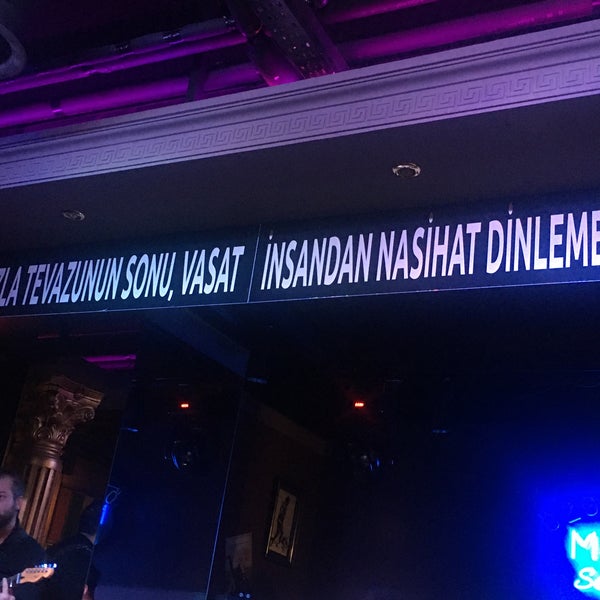 ZLA TEVAZUNUN SONU, VASAT İNSANDAN NASİHAT DİNLEME
M
S